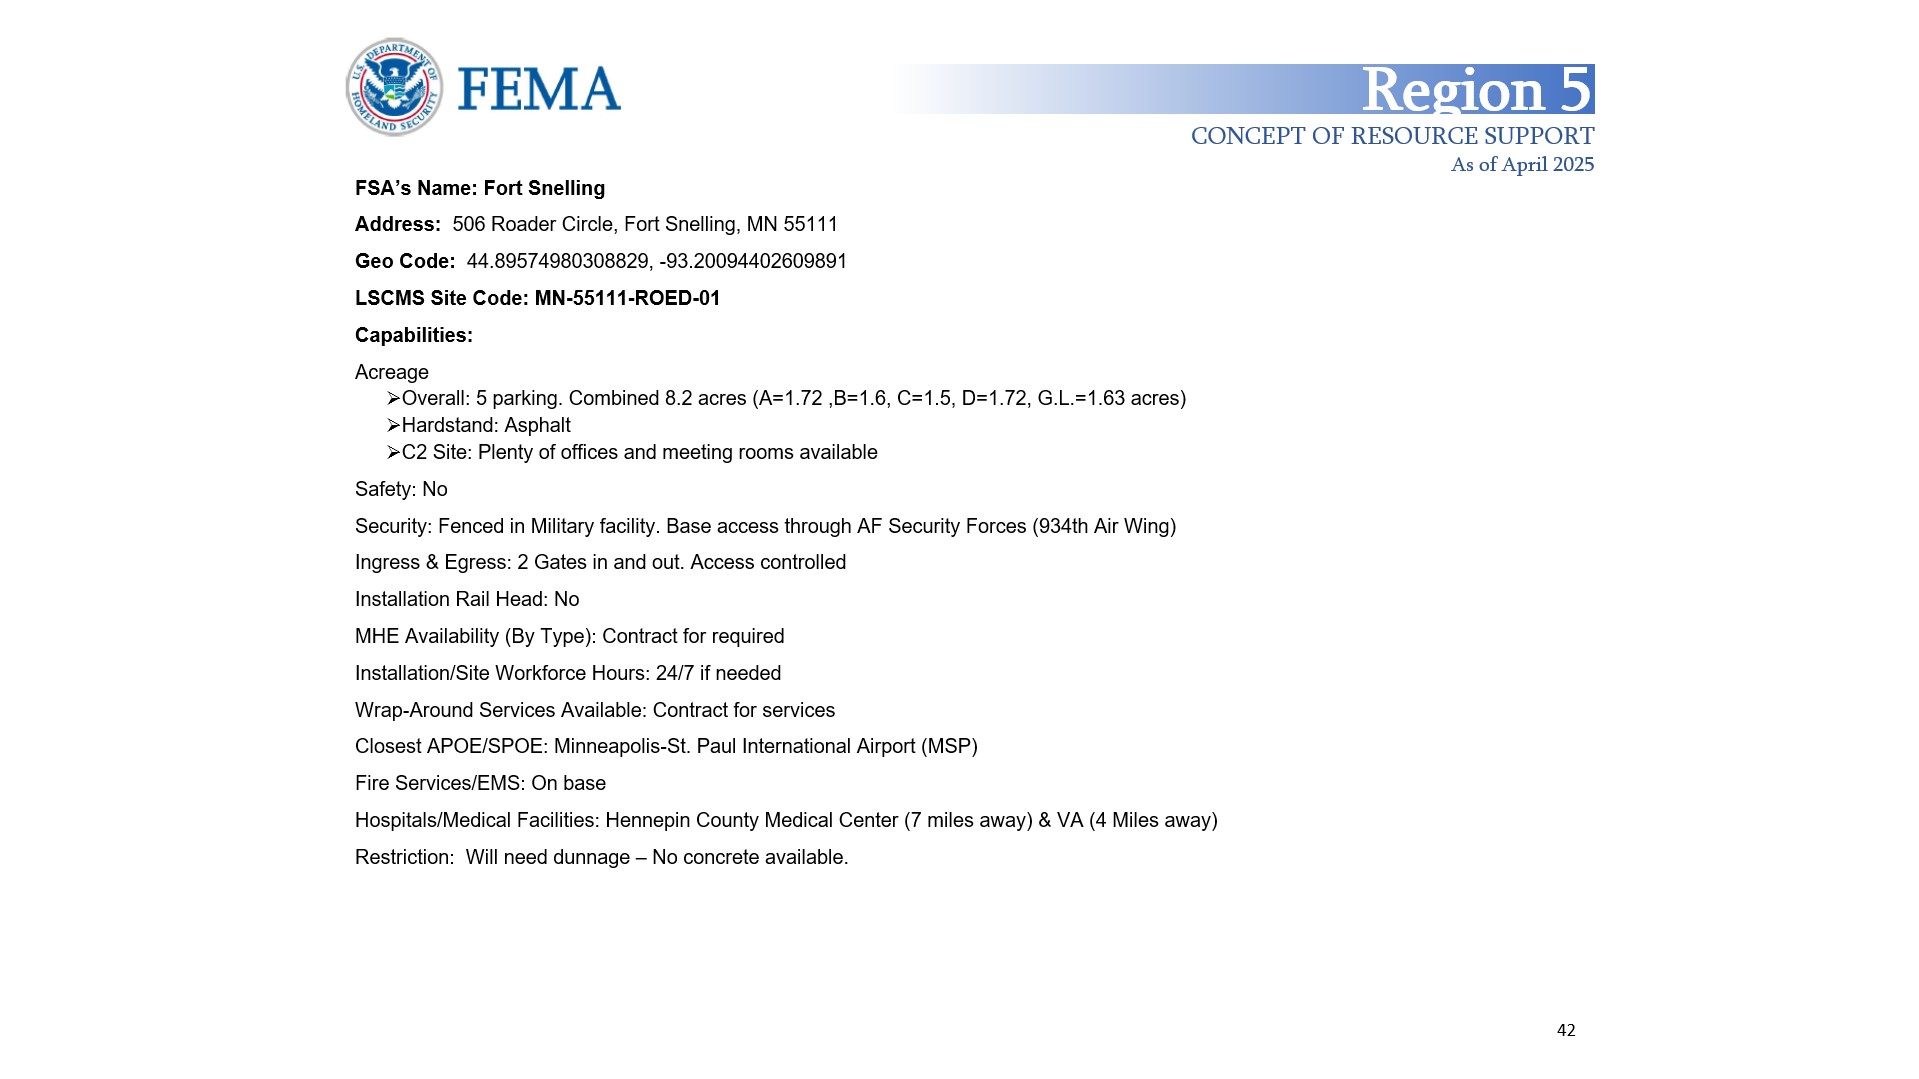 U.S. DEPARTMENT OF
HOMELAND SECURITY
FEMA
Region 5
CONCEPT OF RESOURCE SUPPORT
As of April 2025
FSA’s Name: Fort Snelling
Address: 506 Roader Circle, Fort Snelling, MN 55111
Geo Code: 44.89574980308829, -93.20094402609891
LSCMS Site Code: MN-55111-ROED-01
Capabilities:
Acreage
➢Overall: 5 parking. Combined 8.2 acres (A=1.72 ,B=1.6, C=1.5, D=1.72, G.L.=1.63 acres)
➢Hardstand: Asphalt
➢C2 Site: Plenty of offices and meeting rooms available
Safety: No
Security: Fenced in Military facility. Base access through AF Security Forces (934th Air Wing)
Ingress & Egress: 2 Gates in and out. Access controlled
Installation Rail Head: No
MHE Availability (By Type): Contract for required
Installation/Site Workforce Hours: 24/7 if needed
Wrap-Around Services Available: Contract for services
Closest APOE/SPOE: Minneapolis-St. Paul International Airport (MSP)
Fire Services/EMS: On base
Hospitals/Medical Facilities: Hennepin County Medical Center (7 miles away) & VA (4 Miles away)
Restriction: Will need dunnage – No concrete available.
42